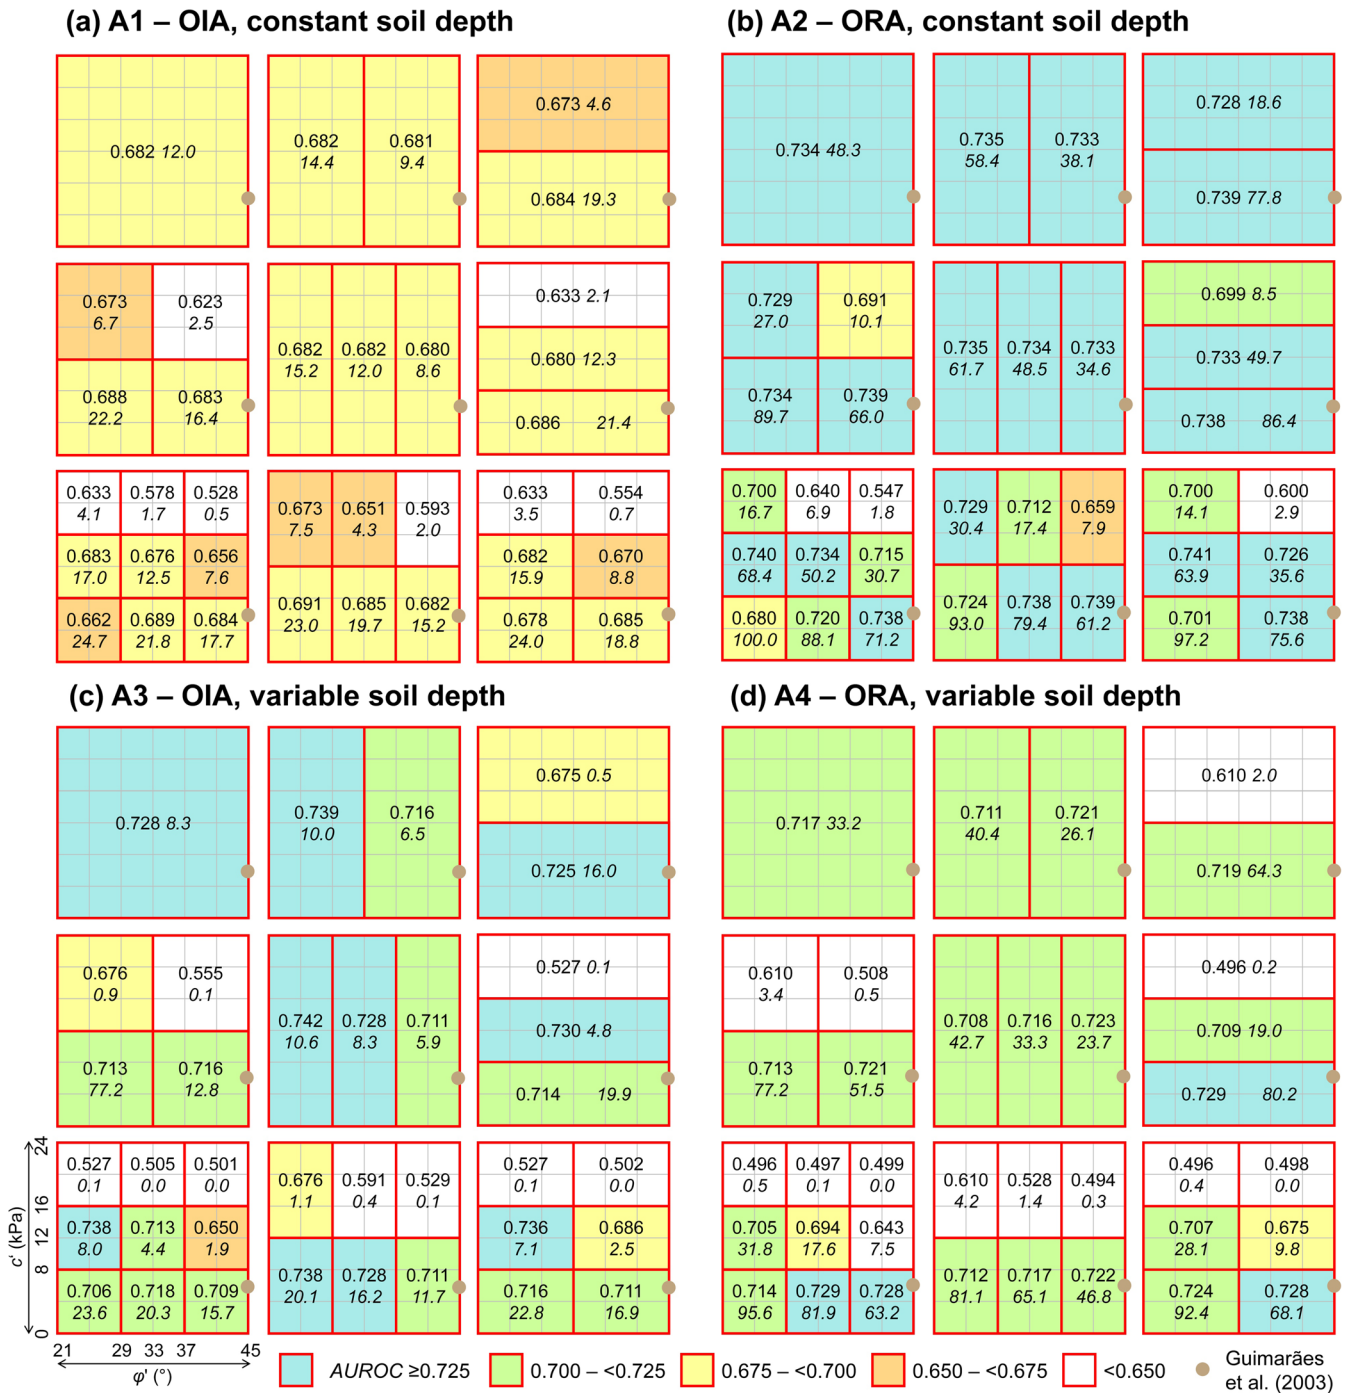 (a) A1 – OIA, constant soil depth
0.682 12.0
0.682 0.681
14.4 9.4
0.673 4.6
0.684 19.3
0.673 0.623
6.7 2.5
0.688 0.683
22.2 16.4
0.682 0.682 0.680
15.2 12.0 8.6
0.633 2.1
0.680 12.3
0.686 21.4
0.633 0.578 0.528
4.1 1.7 0.5
0.683 0.676 0.656
17.0 12.5 7.6
0.662 0.689 0.684
24.7 21.8 17.7
0.673 0.651 0.593
7.5 4.3 2.0
0.691 0.685 0.682
23.0 19.7 15.2
0.633 0.554
3.5 0.7
0.682 0.670
15.9 8.8
0.678 0.685
24.0 18.8
(b) A2 – ORA, constant soil depth
0.734 48.3
0.735 0.733
58.4 38.1
0.728 18.6
0.739 77.8
0.729 0.691
27.0 10.1
0.734 0.739
89.7 66.0
0.735 0.734 0.733
61.7 48.5 34.6
0.699 8.5
0.733 49.7
0.738 86.4
0.700 0.640 0.547
16.7 6.9 1.8
0.740 0.734 0.715
68.4 50.2 30.7
0.680 0.720 0.738
100.0 88.1 71.2
0.729 0.712 0.659
30.4 17.4 7.9
0.724 0.738 0.739
93.0 79.4 61.2
0.700 0.600
14.1 2.9
0.741 0.726
63.9 35.6
0.701 0.738
97.2 75.6
(c) A3 – OIA, variable soil depth
0.728 8.3
0.739 0.716
10.0 6.5
0.675 0.5
0.725 16.0
0.676 0.555
0.9 0.1
0.713 0.716
77.2 12.8
0.742 0.728 0.711
10.6 8.3 5.9
0.527 0.1
0.730 4.8
0.714 19.9
0.527 0.505 0.501
0.1 0.0 0.0
0.738 0.713 0.650
8.0 4.4 1.9
0.706 0.718 0.709
23.6 20.3 15.7
0.676 0.591 0.529
1.1 0.4 0.1
0.738 0.728 0.711
20.1 16.2 11.7
0.527 0.502
0.1 0.0
0.736 0.686
7.1 2.5
0.716 0.711
22.8 16.9
(d) A4 – ORA, variable soil depth
0.717 33.2
0.711 0.721
40.4 26.1
0.610 2.0
0.719 64.3
0.610 0.508
3.4 0.5
0.713 0.721
77.2 51.5
0.708 0.716 0.723
42.7 33.3 23.7
0.496 0.2
0.709 19.0
0.729 80.2
0.496 0.497 0.499
0.5 0.1 0.0
0.705 0.694 0.643
31.8 17.6 7.5
0.714 0.729 0.728
95.6 81.9 63.2
0.610 0.528 0.494
4.2 1.4 0.3
0.712 0.717 0.722
81.1 65.1 46.8
0.496 0.498
0.4 0.0
0.707 0.675
28.1 9.8
0.724 0.728
92.4 68.1
24
16
12
8
0
c' (kPa)
21 29 33 37 45
φ' (°)
AUROC ≥0.725
0.700 – <0.725
0.675 – <0.700
0.650 – <0.675
<0.650
Guimarães
et al. (2003)